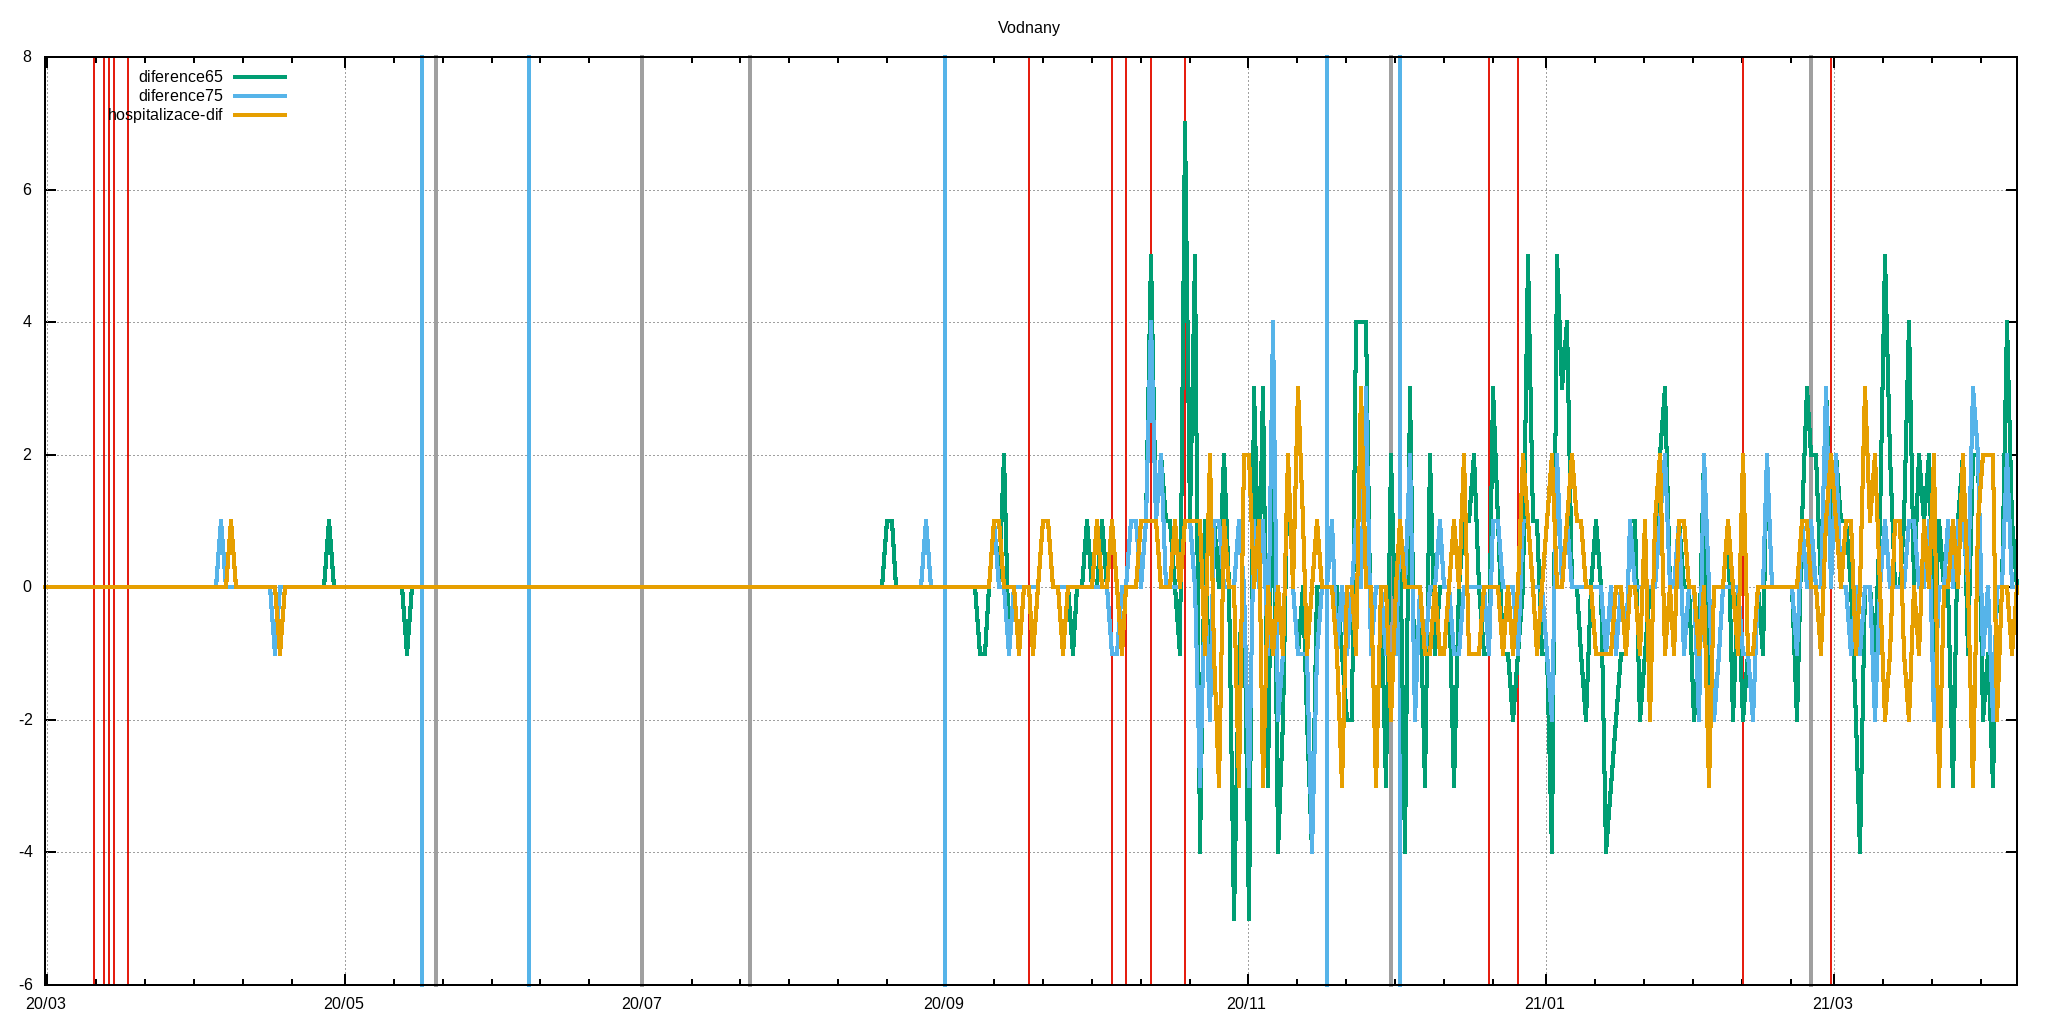 Vodnany
8
diference65
diference75
hospitalizace-dif
6
4
2
0
-2
-4
-6
20/03 20/05 20/07 20/09 20/11 21/01 21/03